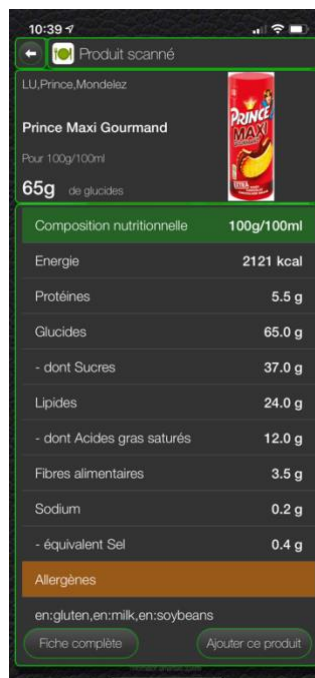 10:39
Produit scanné
LU,Prince,Mondelez
Prince Maxi Gourmand
Pour 100g/100ml
65g de glucides
PRINCE
MAXI
Composition nutritionnelle 100g/100ml
Energie 2121 kcal
Protéines 5.5 g
Glucides 65.0 g
- dont Sucres 37.0 g
Lipides 24.0 g
- dont Acides gras saturés 12.0 g
Fibres alimentaires 3.5 g
Sodium 0.2 g
- équivalent Sel 0.4 g
Allergènes
en:gluten,en:milk,en:soybeans
Fiche complète Ajouter ce produit